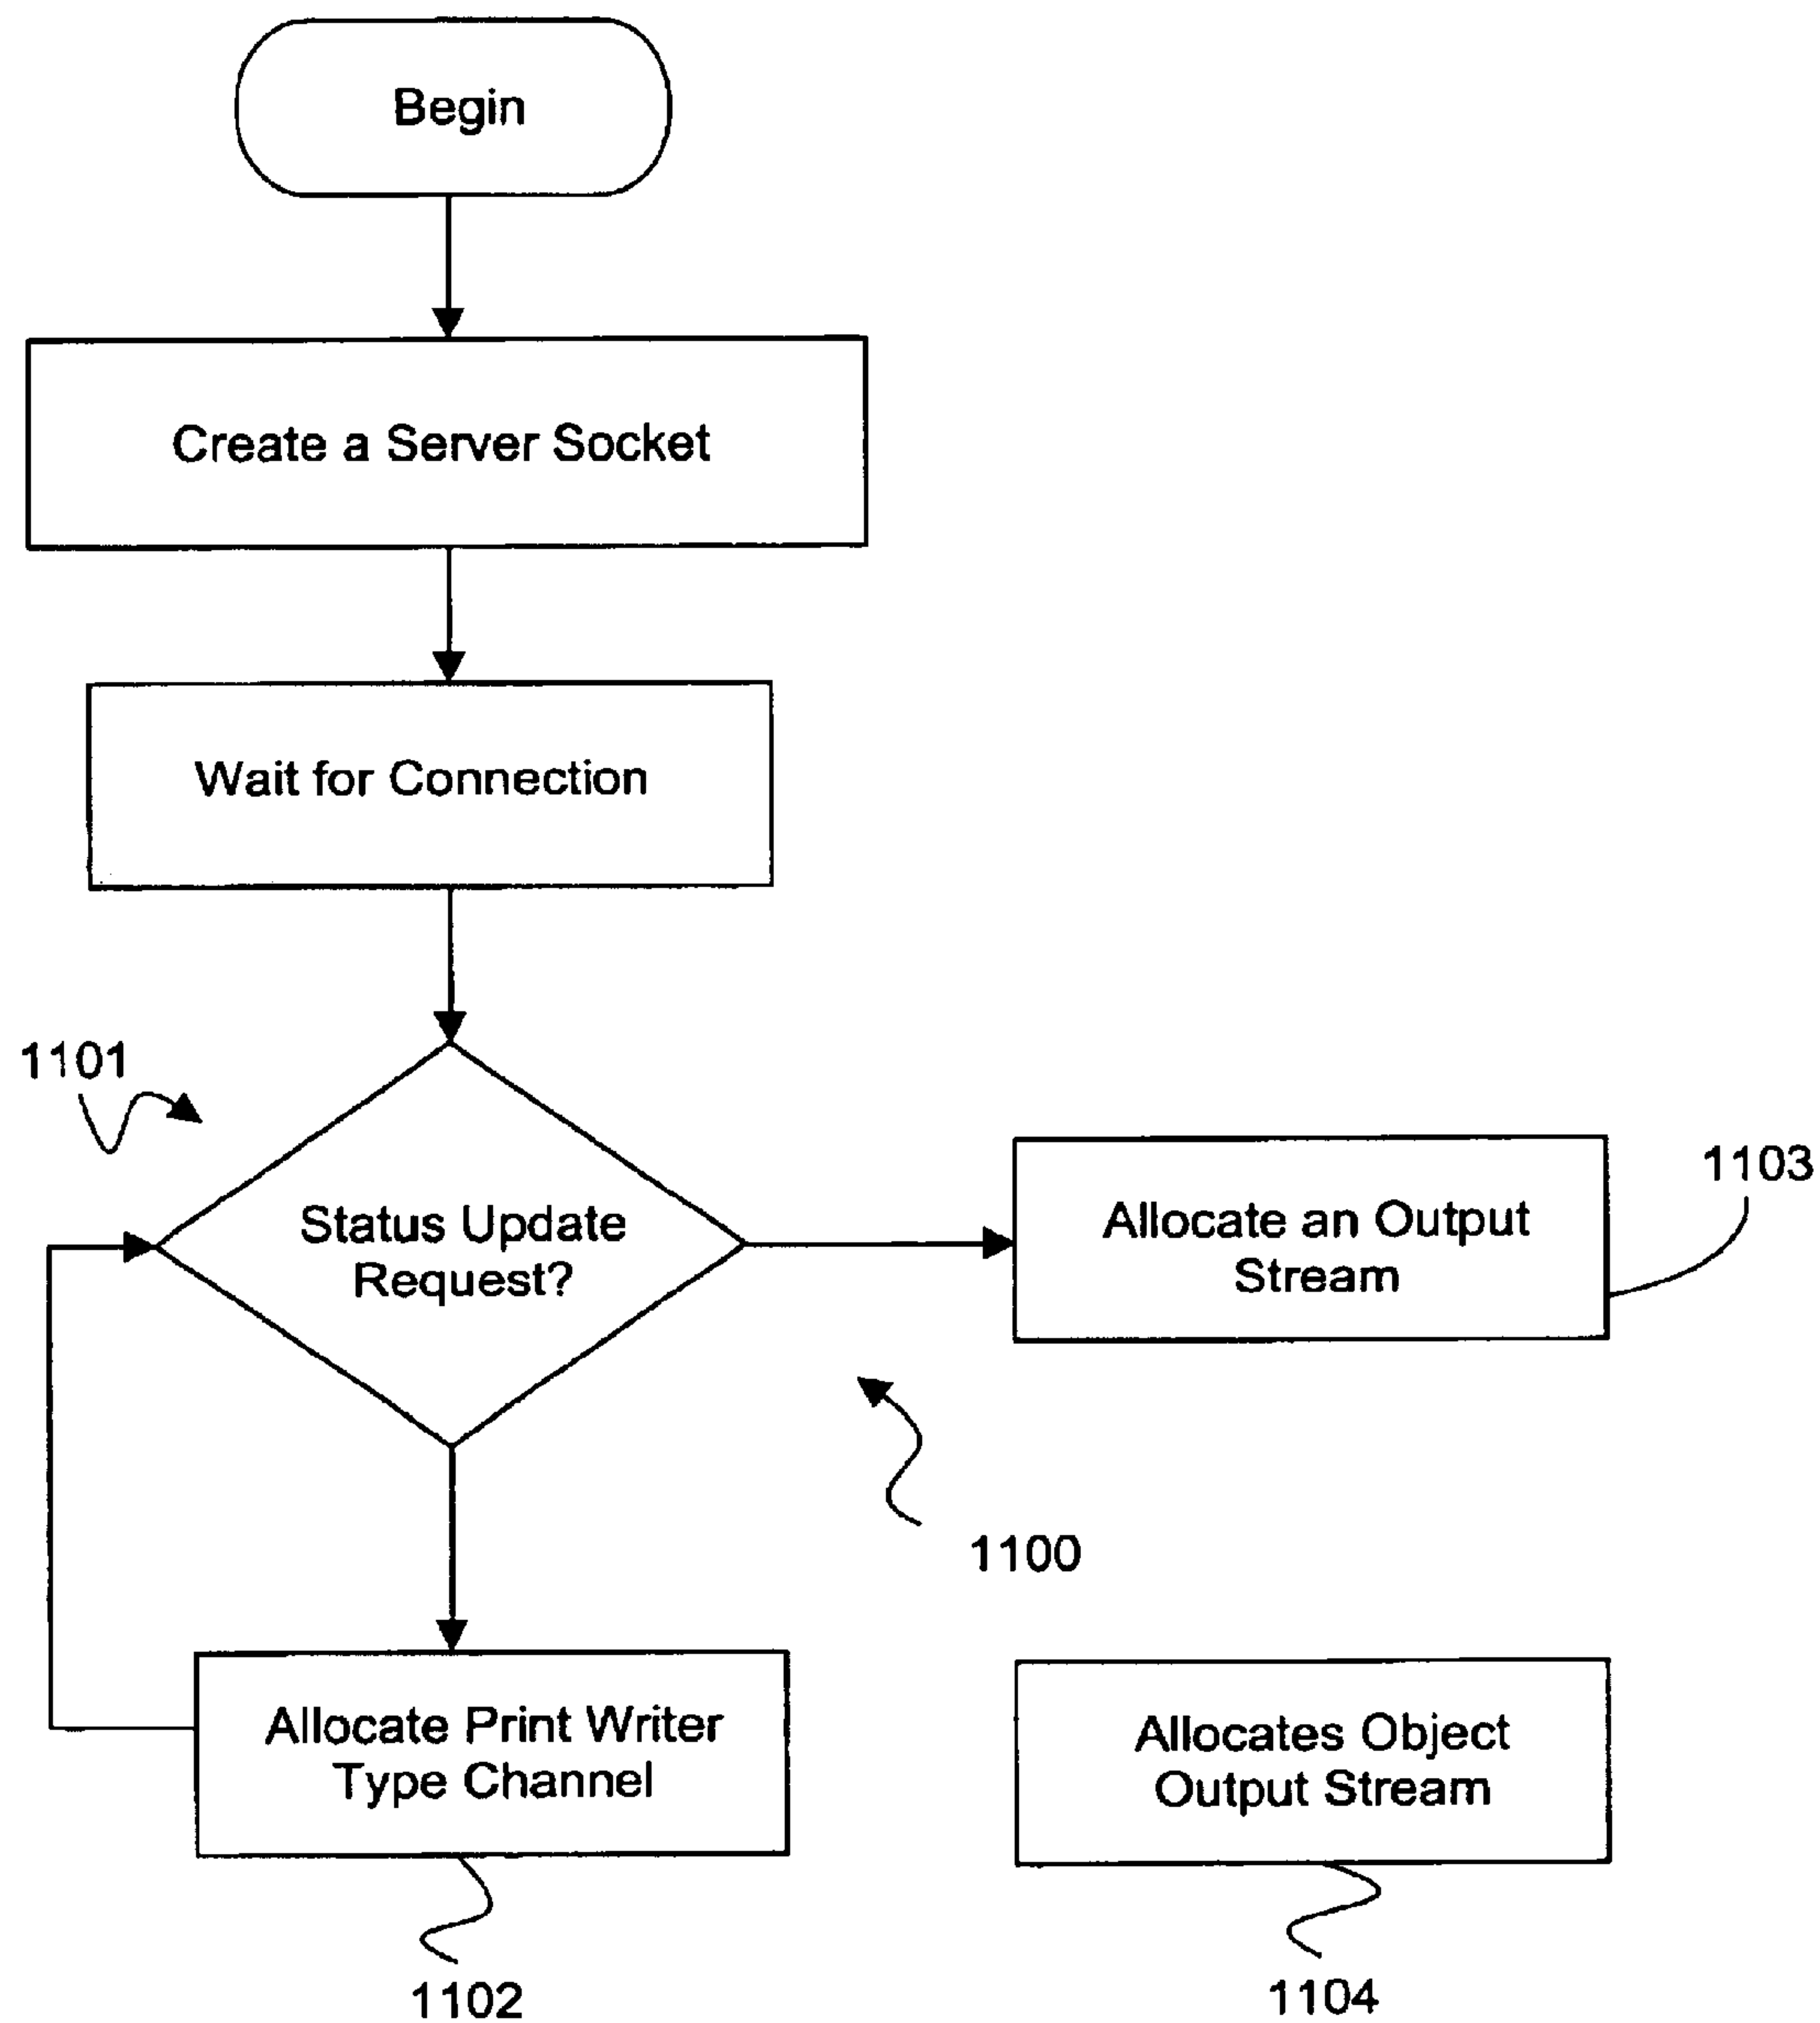 Begin
Create a Server Socket
Wait for Connection
1101
Status Update
Request?
Allocate an Output
Stream
1103
1100
Allocate Print Writer
Type Channel
Allocates Object
Output Stream
1102
1104